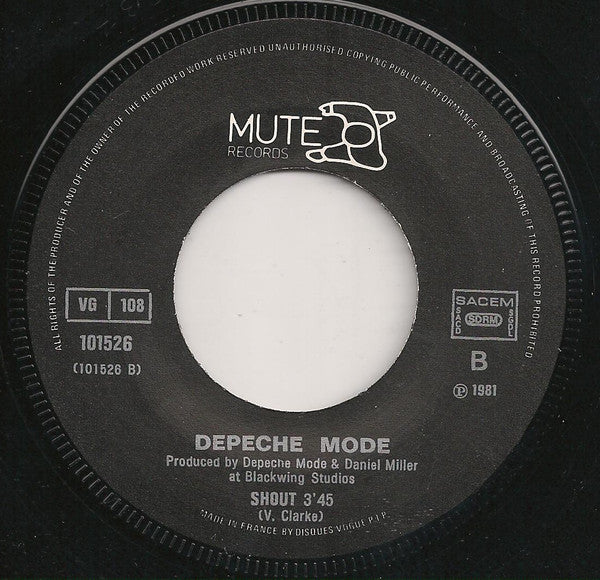 ALL RIGHTS OF THE PRODUCER AND OF THE OWNER OF THE RECORDED WORK RESERVED UNAUTHORISED COPYING PUBLIC PERFORMANCE AND BROADCASTING OF THIS RECORD PROHIBITED
MUTE
RECORDS
VG 108
101526
(101526 B)
SACEM
SACD SDRM SGDL
B
℗ 1981
DEPECHE MODE
Produced by Depeche Mode & Daniel Miller
at Blackwing Studios
SHOUT 3'45
(V. Clarke)
MADE IN FRANCE BY DISQUES VOGUE P.I.P.